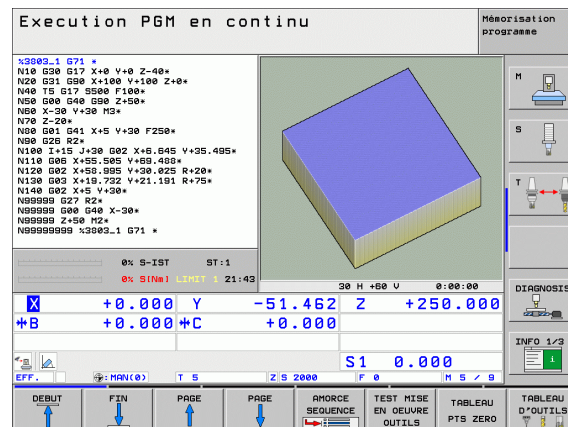 Execution PGM en continu
Mémorisation
programme
%3803_1 G71 *
N10 G30 G17 X+0 Y+0 Z-40*
N20 G31 G90 X+100 Y+100 Z+0*
N40 T5 G17 S500 F100*
N50 G00 G40 G90 Z+50*
N60 X-30 Y+30 M3*
N70 Z-20*
N80 G01 G41 X+5 Y+30 F250*
N90 G26 R2*
N100 I+15 J+30 G02 X+6.645 Y+35.495*
N110 G06 X+55.505 Y+69.488*
N120 G02 X+58.995 Y+30.025 R+20*
N130 G03 X+19.732 Y+21.191 R+75*
N140 G02 X+5 Y+30*
N99999 G27 R2*
N99999 G00 G40 X-30*
N99999 Z+50 M2*
N99999999 %3803_1 G71 *
M
S
T
0% S-IST ST:1
0% S[Nm] LIMIT 1 21:43
30 H +60 V 0:00:00
DIAGNOSIS
X +0.000 Y -51.462 Z +250.000
B +0.000 C +0.000
INFO 1/3
S1 0.000
EFF. MAN(0) T 5 Z S 2000 F 0 M 5 / 9
DEBUT
FIN
PAGE
PAGE
AMORCE
SEQUENCE
TEST MISE
EN OEUVRE
OUTILS
TABLEAU
PTS ZERO
TABLEAU
D'OUTILS